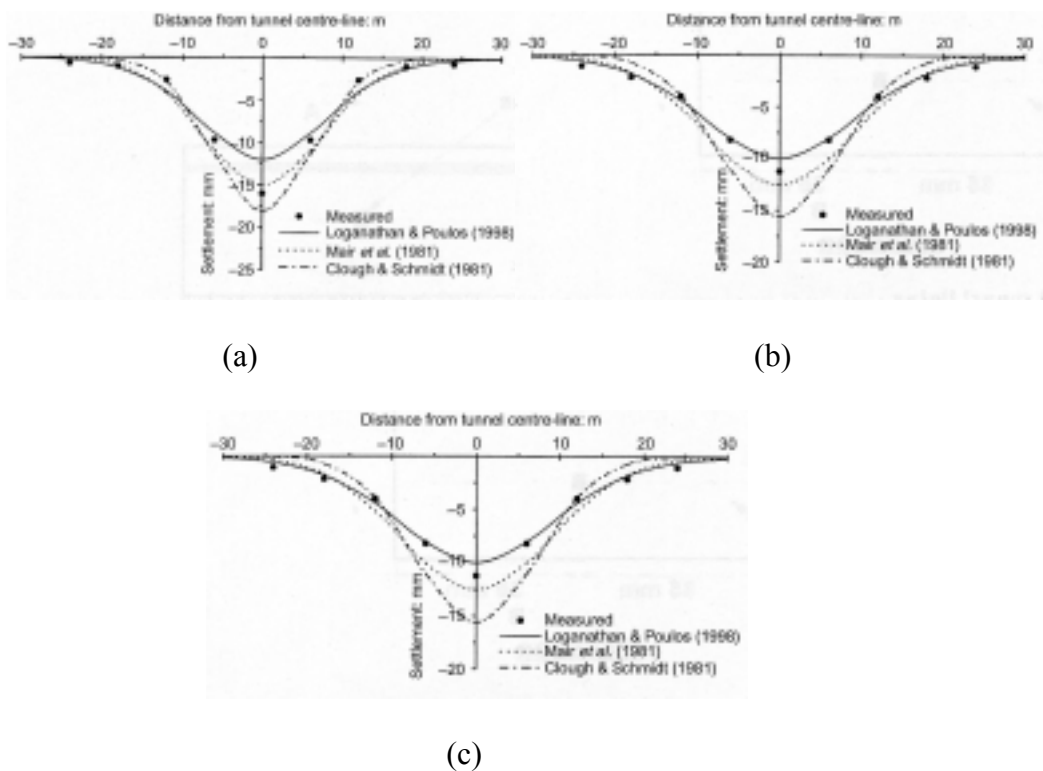 Distance from tunnel centre-line: m
−30 −20 −10 0 10 20 30
−5
−10
−15
−20
−25
Settlement: mm
Measured
Loganathan & Poulos (1998)
Mair et al. (1981)
Clough & Schmidt (1981)
(a)
Distance from tunnel centre-line: m
−30 −20 −10 0 10 20 30
−5
−10
−15
−20
Settlement: mm
Measured
Loganathan & Poulos (1998)
Mair et al. (1981)
Clough & Schmidt (1981)
(b)
Distance from tunnel centre-line: m
−30 −20 −10 0 10 20 30
−5
−10
−15
−20
Settlement: mm
Measured
Loganathan & Poulos (1998)
Mair et al. (1981)
Clough & Schmidt (1981)
(c)